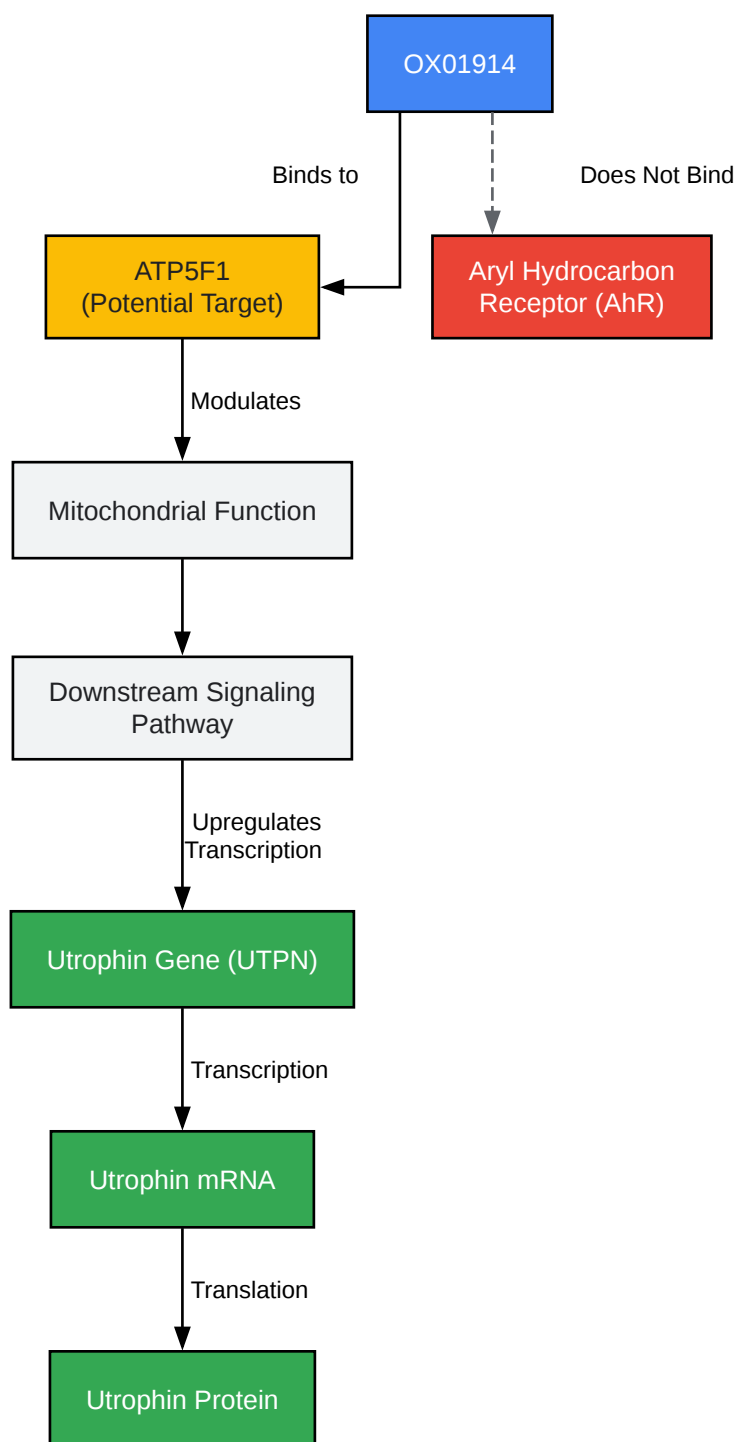 OX01914
Binds to
Does Not Bind
ATP5F1
(Potential Target)
Aryl Hydrocarbon
Receptor (AhR)
Modulates
Mitochondrial Function
Downstream Signaling
Pathway
Upregulates
Transcription
Utrophin Gene (UTPN)
Transcription
Utrophin mRNA
Translation
Utrophin Protein